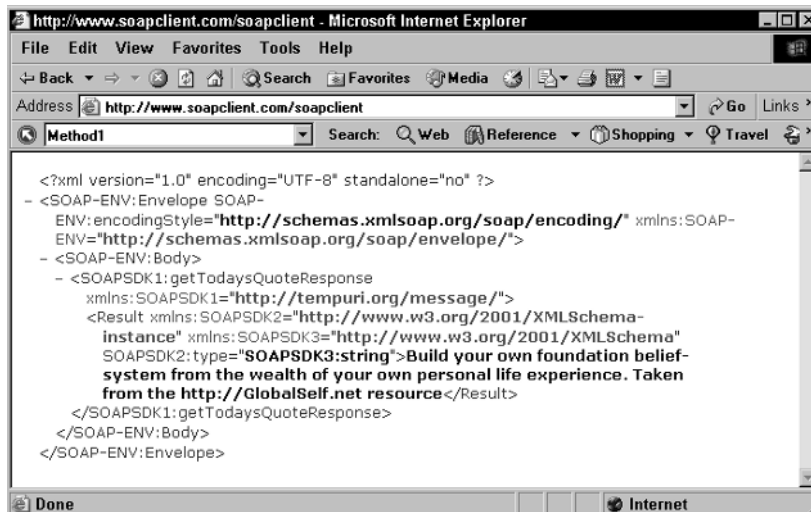 http://www.soapclient.com/soapclient - Microsoft Internet Explorer
File Edit View Favorites Tools Help
Back Search Favorites Media
Address http://www.soapclient.com/soapclient Go Links »
Method1 Search: Web Reference Shopping Travel »
<?xml version="1.0" encoding="UTF-8" standalone="no" ?>
- <SOAP-ENV:Envelope SOAP-
ENV:encodingStyle="http://schemas.xmlsoap.org/soap/encoding/" xmlns:SOAP-
ENV="http://schemas.xmlsoap.org/soap/envelope/">
- <SOAP-ENV:Body>
- <SOAPSDK1:getTodaysQuoteResponse
xmlns:SOAPSDK1="http://tempuri.org/message/">
<Result xmlns:SOAPSDK2="http://www.w3.org/2001/XMLSchema-
instance" xmlns:SOAPSDK3="http://www.w3.org/2001/XMLSchema"
SOAPSDK2:type="SOAPSDK3:string">Build your own foundation belief-
system from the wealth of your own personal life experience. Taken
from the http://GlobalSelf.net resource</Result>
</SOAPSDK1:getTodaysQuoteResponse>
</SOAP-ENV:Body>
</SOAP-ENV:Envelope>
Done Internet